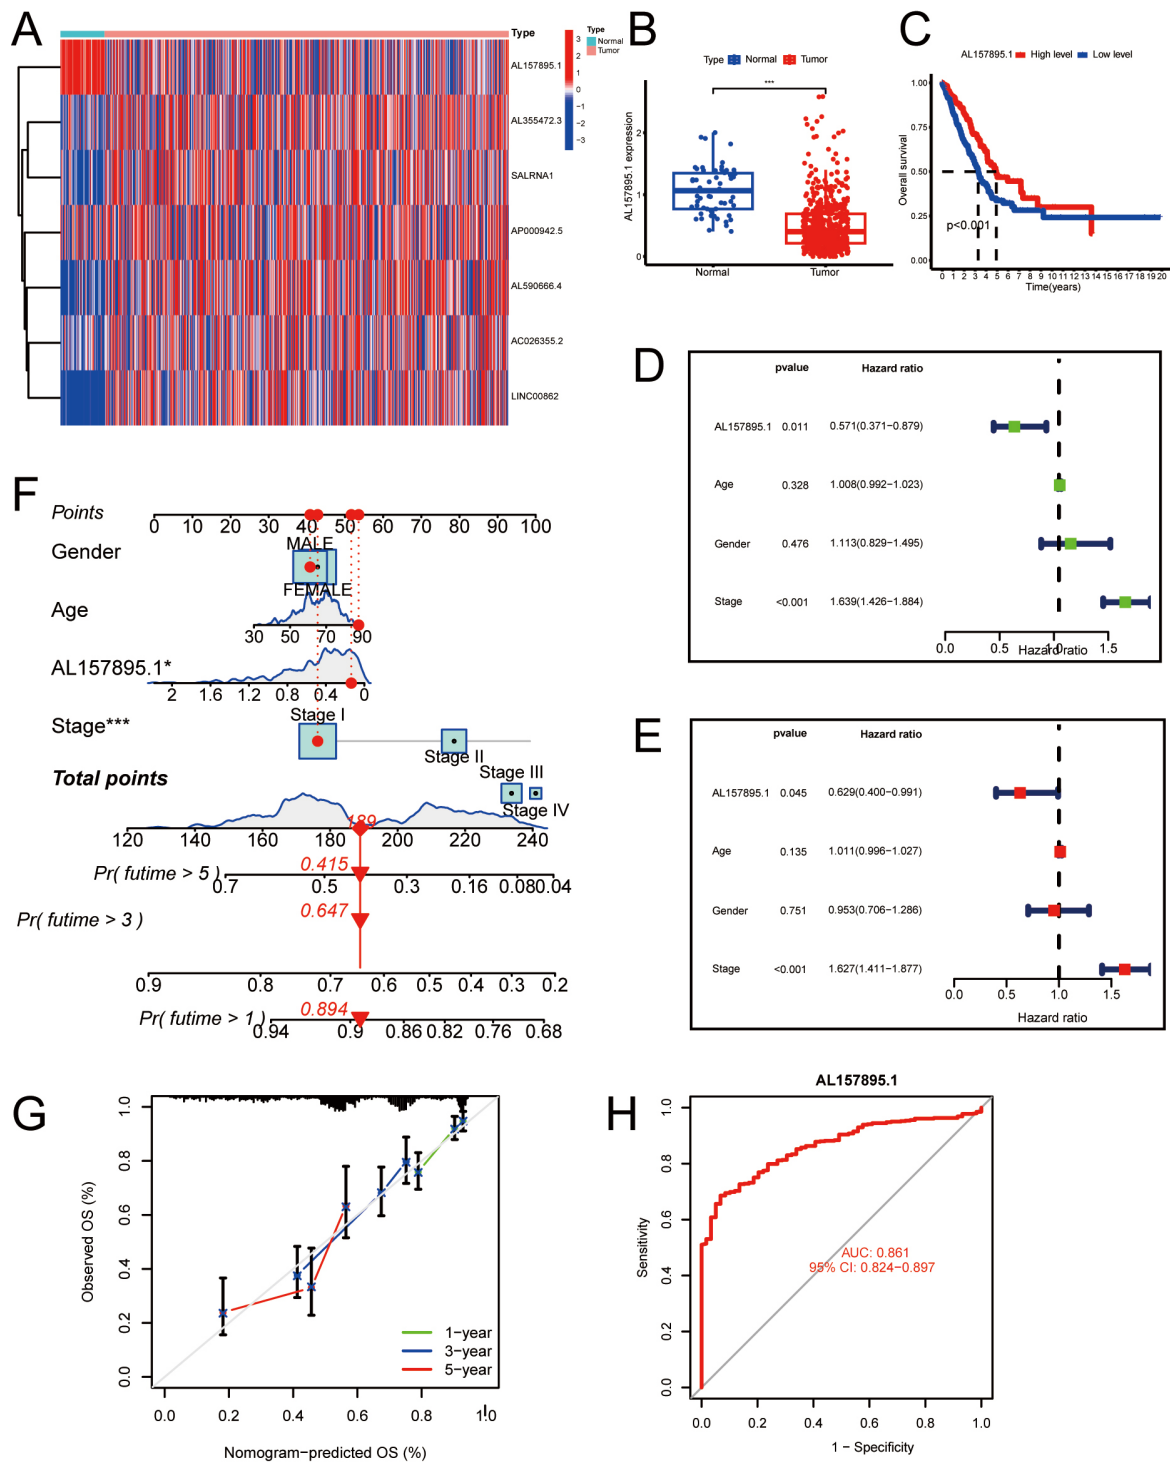 A
Type
AL157895.1
AL355472.3
SALRNA1
AP000942.5
AL590666.4
AC026355.2
LINC00862
3
2
1
0
−1
−2
−3
Type
Normal
Tumor
B
Type Normal Tumor
***
AL157895.1 expression
2
1
0
Normal Tumor
C
AL157895.1 High level Low level
Overall survival
1.00
0.75
0.50
0.25
0.00
p<0.001
0 1 2 3 4 5 6 7 8 9 10 11 12 13 14 15 16 17 18 19 20
Time(years)
D
pvalue Hazard ratio
AL157895.1 0.011 0.571(0.371−0.879)
Age 0.328 1.008(0.992−1.023)
Gender 0.476 1.113(0.829−1.495)
Stage <0.001 1.639(1.426−1.884)
0.0 0.5 1.0 1.5
Hazard ratio
E
pvalue Hazard ratio
AL157895.1 0.045 0.629(0.400−0.991)
Age 0.135 1.011(0.996−1.027)
Gender 0.751 0.953(0.706−1.286)
Stage <0.001 1.627(1.411−1.877)
0.0 0.5 1.0 1.5
Hazard ratio
F
Points
0 10 20 30 40 50 60 70 80 90 100
Gender
MALE
FEMALE
Age
30 50 70 90
AL157895.1*
2 1.6 1.2 0.8 0.4 0
Stage***
Stage I
Stage II
Stage III
Stage IV
Total points
189
120 140 160 180 200 220 240
Pr( futime > 5 )
0.415
0.7 0.5 0.3 0.16 0.08 0.04
Pr( futime > 3 )
0.647
0.9 0.8 0.7 0.6 0.5 0.4 0.3 0.2
Pr( futime > 1 )
0.894
0.94 0.9 0.86 0.82 0.76 0.68
G
Observed OS (%)
1.0
0.8
0.6
0.4
0.2
0.0
1−year
3−year
5−year
0.0 0.2 0.4 0.6 0.8 1.0
Nomogram−predicted OS (%)
H
AL157895.1
Sensitivity
1.0
0.8
0.6
0.4
0.2
0.0
AUC: 0.861
95% CI: 0.824−0.897
0.0 0.2 0.4 0.6 0.8 1.0
1 − Specificity